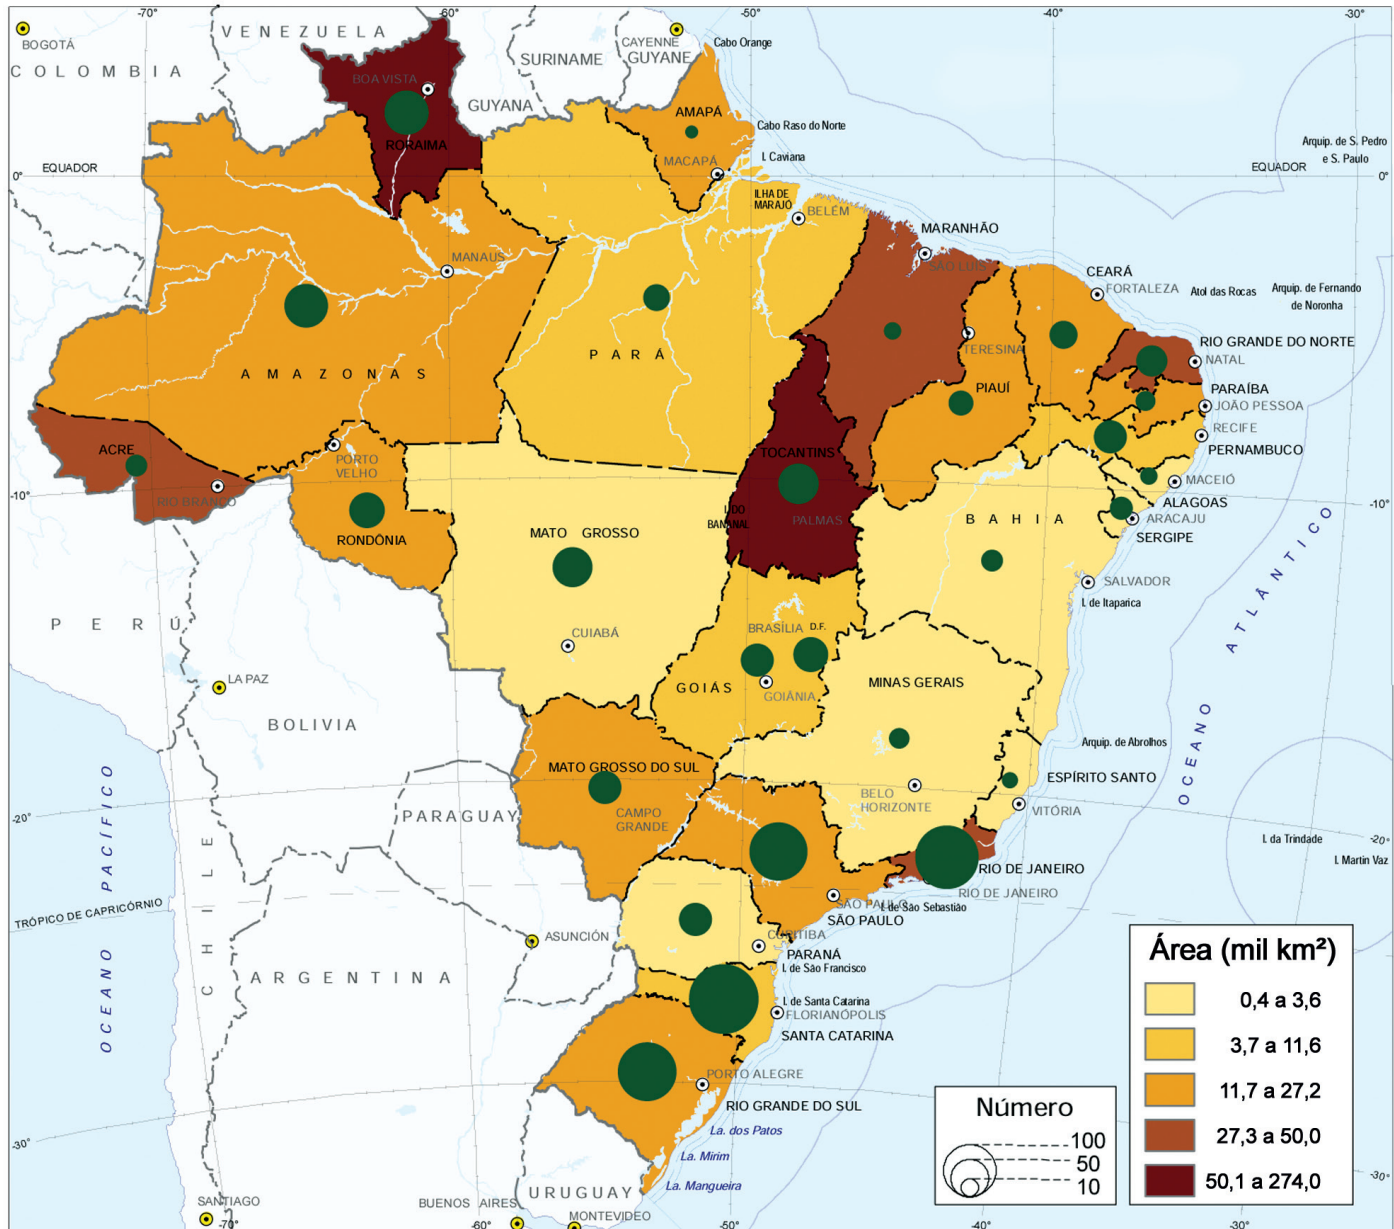 -70°
-60°
-50°
-40°
-30°
BOGOTÁ
VENEZUELA
CAYENNE
Cabo Orange
COLOMBIA
SURINAME
GUYANE
BOA VISTA
GUYANA
AMAPÁ
Cabo Raso do Norte
RORAIMA
Arquip. de S. Pedro
e S. Paulo
EQUADOR
MACAPÁ
I. Caviana
EQUADOR
0°
0°
ILHA DE
MARAJÓ
BELÉM
MARANHÃO
MANAUS
SÃO LUÍS
CEARÁ
FORTALEZA
Atol das Rocas
Arquip. de Fernando
de Noronha
PARÁ
TERESINA
RIO GRANDE DO NORTE
NATAL
AMAZONAS
PIAUÍ
PARAÍBA
JOÃO PESSOA
RECIFE
ACRE
PORTO
VELHO
TOCANTINS
PERNAMBUCO
RIO BRANCO
MACEIÓ
-10°
-10°
I. DO
BANANAL
PALMAS
BAHIA
ALAGOAS
ARACAJU
RONDÔNIA
MATO GROSSO
SERGIPE
SALVADOR
I. de Itaparica
PERÚ
CUIABÁ
BRASÍLIA
D.F.
OCEANO ATLÂNTICO
LA PAZ
GOIÁS
GOIÂNIA
MINAS GERAIS
BOLIVIA
Arquip. de Abrolhos
MATO GROSSO DO SUL
ESPÍRITO SANTO
BELO
HORIZONTE
VITÓRIA
OCEANO PACÍFICO
-20°
PARAGUAY
CAMPO
GRANDE
I. da Trindade
-20°
I. Martin Vaz
CHILE
RIO DE JANEIRO
RIO DE JANEIRO
TRÓPICO DE CAPRICÓRNIO
SÃO PAULO
I. de São Sebastião
SÃO PAULO
ASUNCIÓN
CURITIBA
PARANÁ
I. de São Francisco
ARGENTINA
I. de Santa Catarina
FLORIANÓPOLIS
SANTA CATARINA
PORTO ALEGRE
RIO GRANDE DO SUL
La. dos Patos
-30°
La. Mirim
-30°
La. Mangueira
URUGUAY
SANTIAGO
BUENOS AIRES
MONTEVIDEO
-70°
-60°
-50°
-40°
Número
100
50
10
Área (mil km²)
0,4 a 3,6
3,7 a 11,6
11,7 a 27,2
27,3 a 50,0
50,1 a 274,0